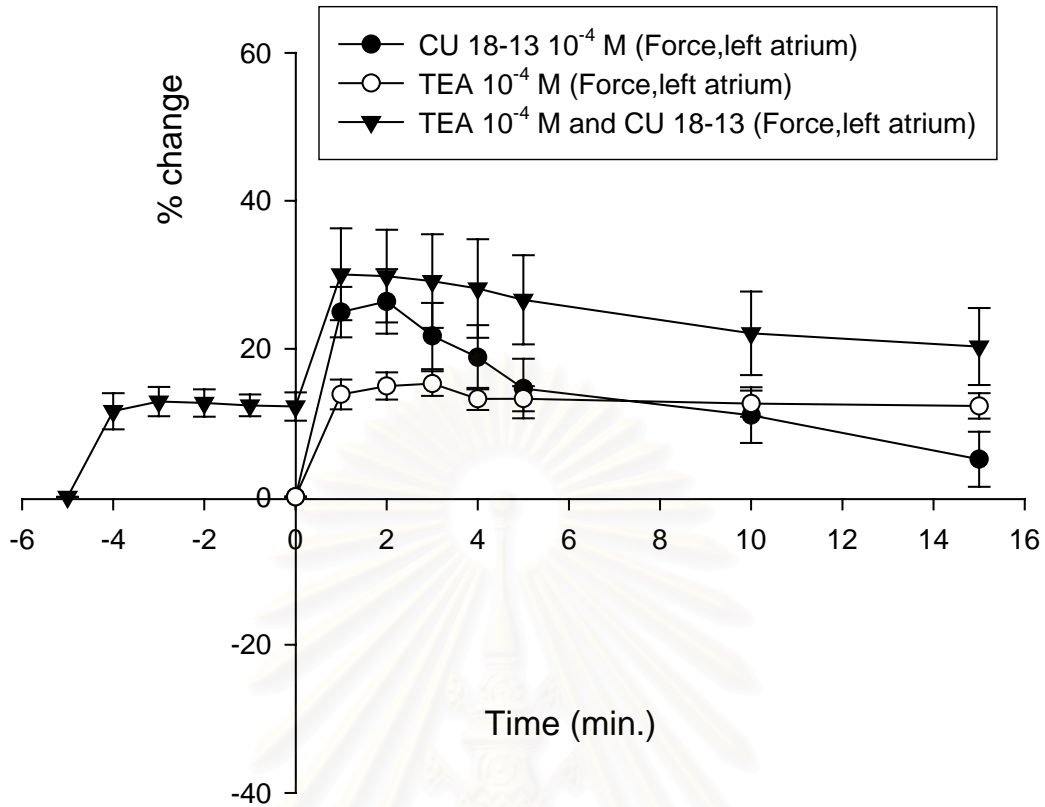 CU 18-13 10⁻⁴ M (Force,left atrium)
TEA 10⁻⁴ M (Force,left atrium)
TEA 10⁻⁴ M and CU 18-13 (Force,left atrium)
% change
60
40
20
0
-20
-40
-6 -4 -2 0 2 4 6 8 10 12 14 16
Time (min.)